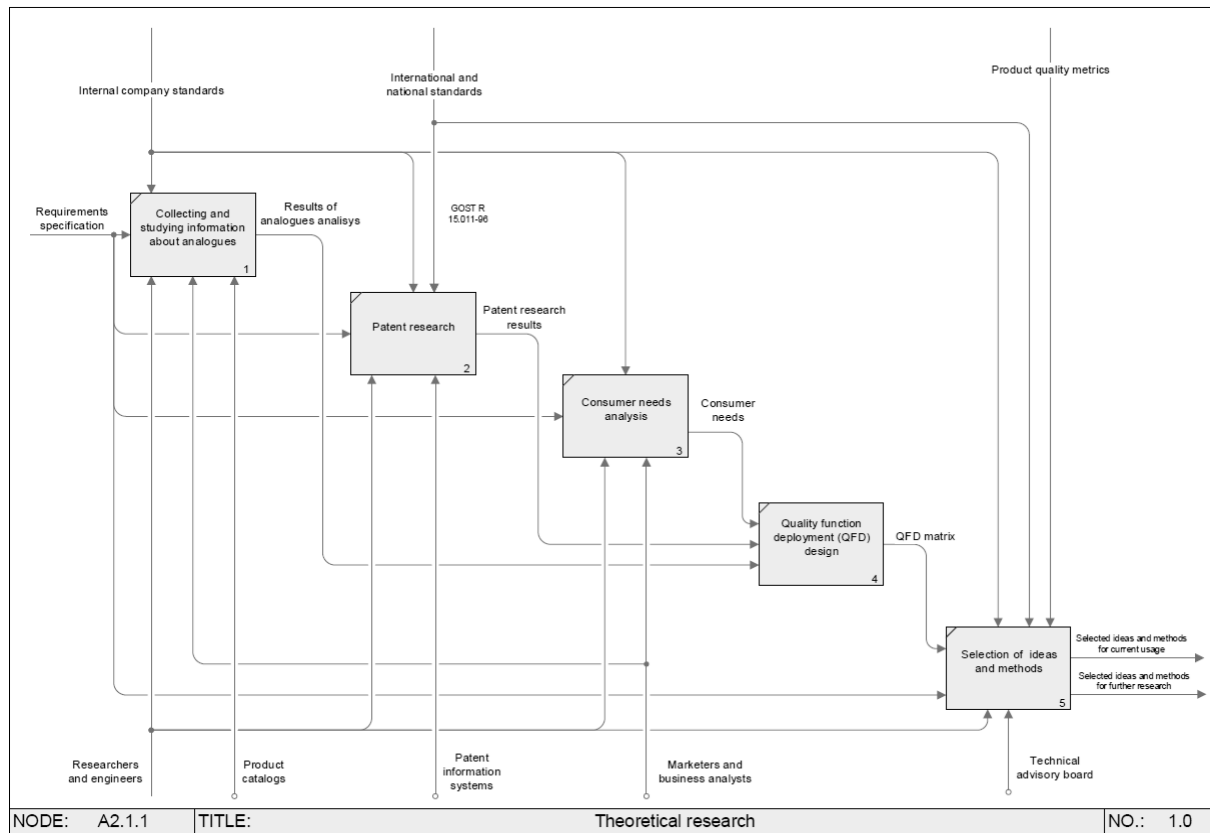 Internal company standards
International and
national standards
Product quality metrics
Requirements
specification
Collecting and
studying information
about analogues
1
Results of
analogues analisys
GOST R
15.011-96
Patent research
2
Patent research
results
Consumer needs
analysis
3
Consumer
needs
Quality function
deployment (QFD)
design
4
QFD matrix
Selection of ideas
and methods
5
Selected ideas and methods
for current usage
Selected ideas and methods
for further research
Researchers
and engineers
Product
catalogs
Patent
information
systems
Marketers and
business analysts
Technical
advisory board
NODE: A2.1.1 TITLE: Theoretical research NO.: 1.0